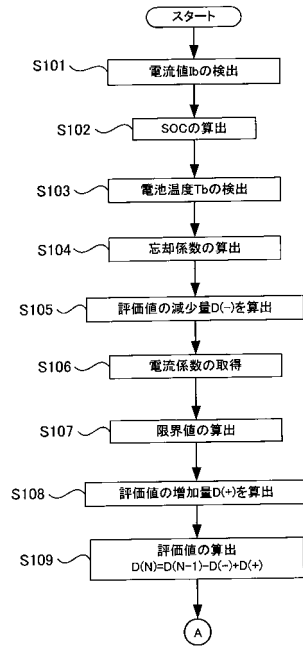 スタート
S101
電流値Ibの検出
S102
SOCの算出
S103
電池温度Tbの検出
S104
忘却係数の算出
S105
評価値の減少量D(−)を算出
S106
電流係数の取得
S107
限界値の算出
S108
評価値の増加量D(+)を算出
S109
評価値の算出
D(N)=D(N−1)−D(−)+D(+)
A